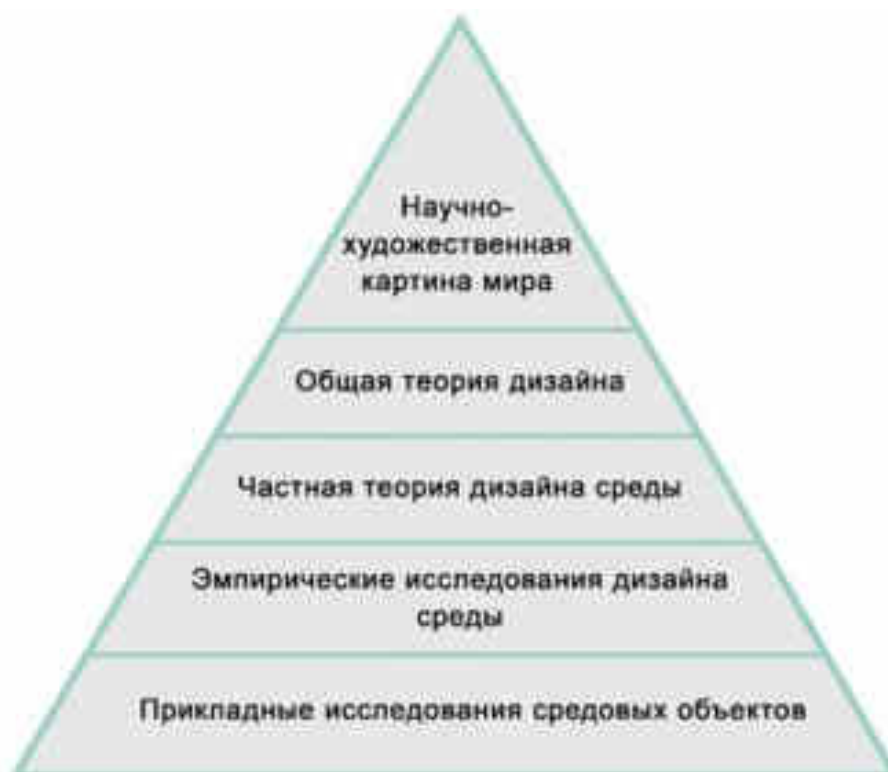 Научно-
художественная
картина мира
Общая теория дизайна
Частная теория дизайна среды
Эмпирические исследования дизайна
среды
Прикладные исследования средовых объектов